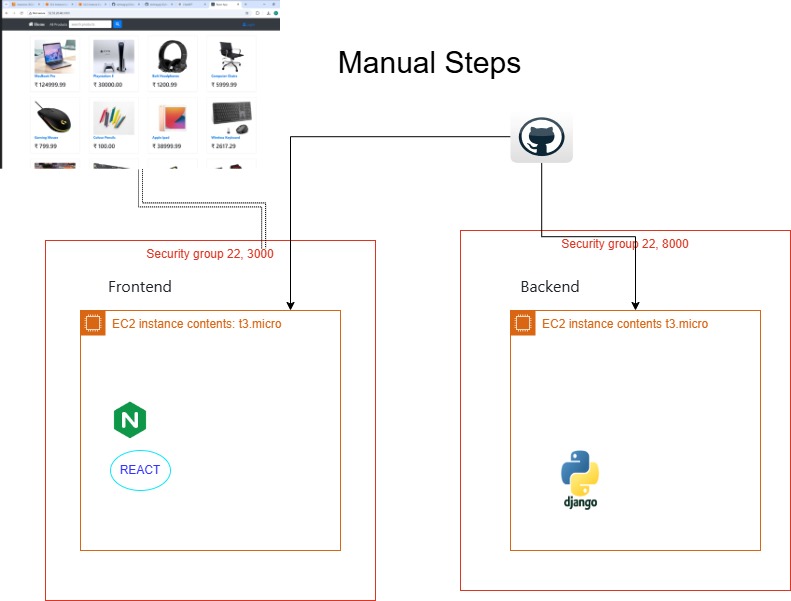 Manual Steps
MacBook Pro
₹ 124999.99
Playstation 5
₹ 30000.00
Boat Headphones
₹ 1200.99
Computer Chairs
₹ 5999.99
Gaming Mouse
₹ 799.99
Colour Pencils
₹ 100.00
Apple Ipad
₹ 38999.99
Wireless Keyboard
₹ 2617.29
Security group 22, 3000
Frontend
EC2 instance contents: t3.micro
N
REACT
Security group 22, 8000
Backend
EC2 instance contents t3.micro
django